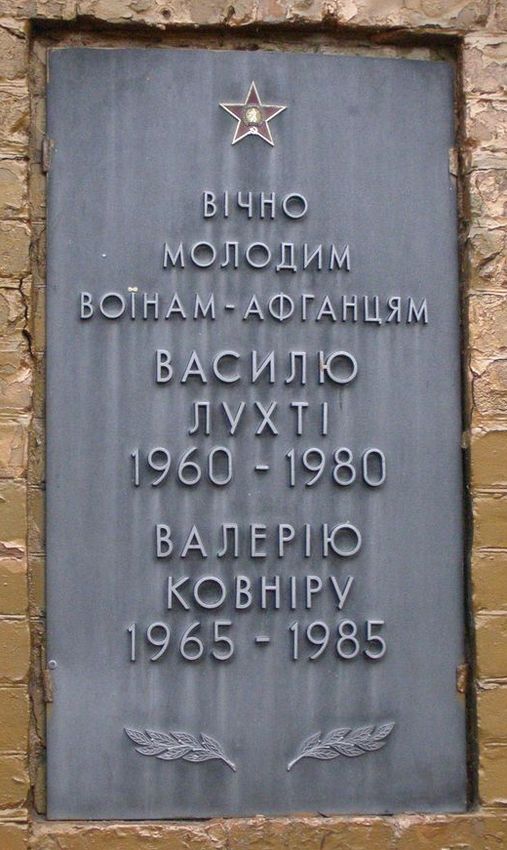 ВІЧНО
МОЛОДИМ
ВОЇНАМ-АФГАНЦЯМ
ВАСИЛЮ
ЛУХТІ
1960 - 1980
ВАЛЕРІЮ
КОВНІРУ
1965 - 1985